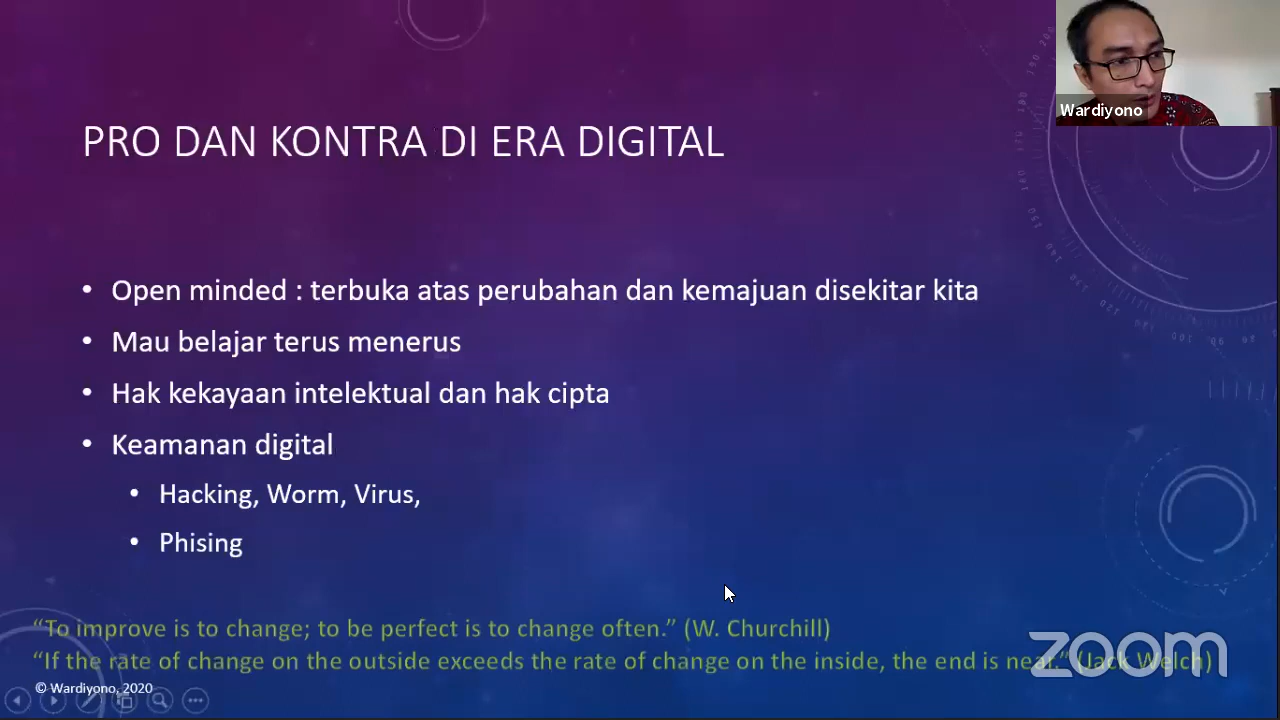 Wardiyono
PRO DAN KONTRA DI ERA DIGITAL
• Open minded : terbuka atas perubahan dan kemajuan disekitar kita
• Mau belajar terus menerus
• Hak kekayaan intelektual dan hak cipta
• Keamanan digital
• Hacking, Worm, Virus,
• Phising
“To improve is to change; to be perfect is to change often.” (W. Churchill)
“If the rate of change on the outside exceeds the rate of change on the inside, the end is near.” (Jack Welch)
zoom
© Wardiyono, 2020